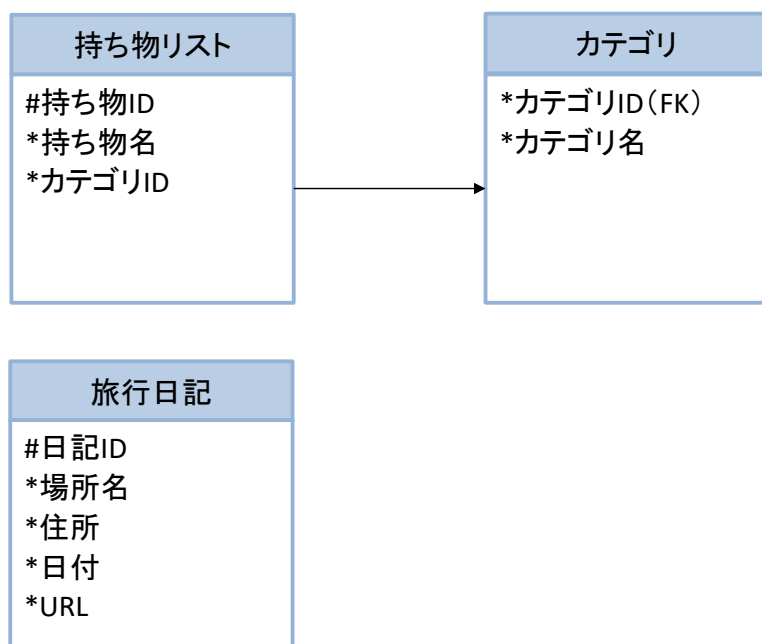 持ち物リスト
#持ち物ID
*持ち物名
*カテゴリID
カテゴリ
*カテゴリID(FK)
*カテゴリ名
旅行日記
#日記ID
*場所名
*住所
*日付
*URL